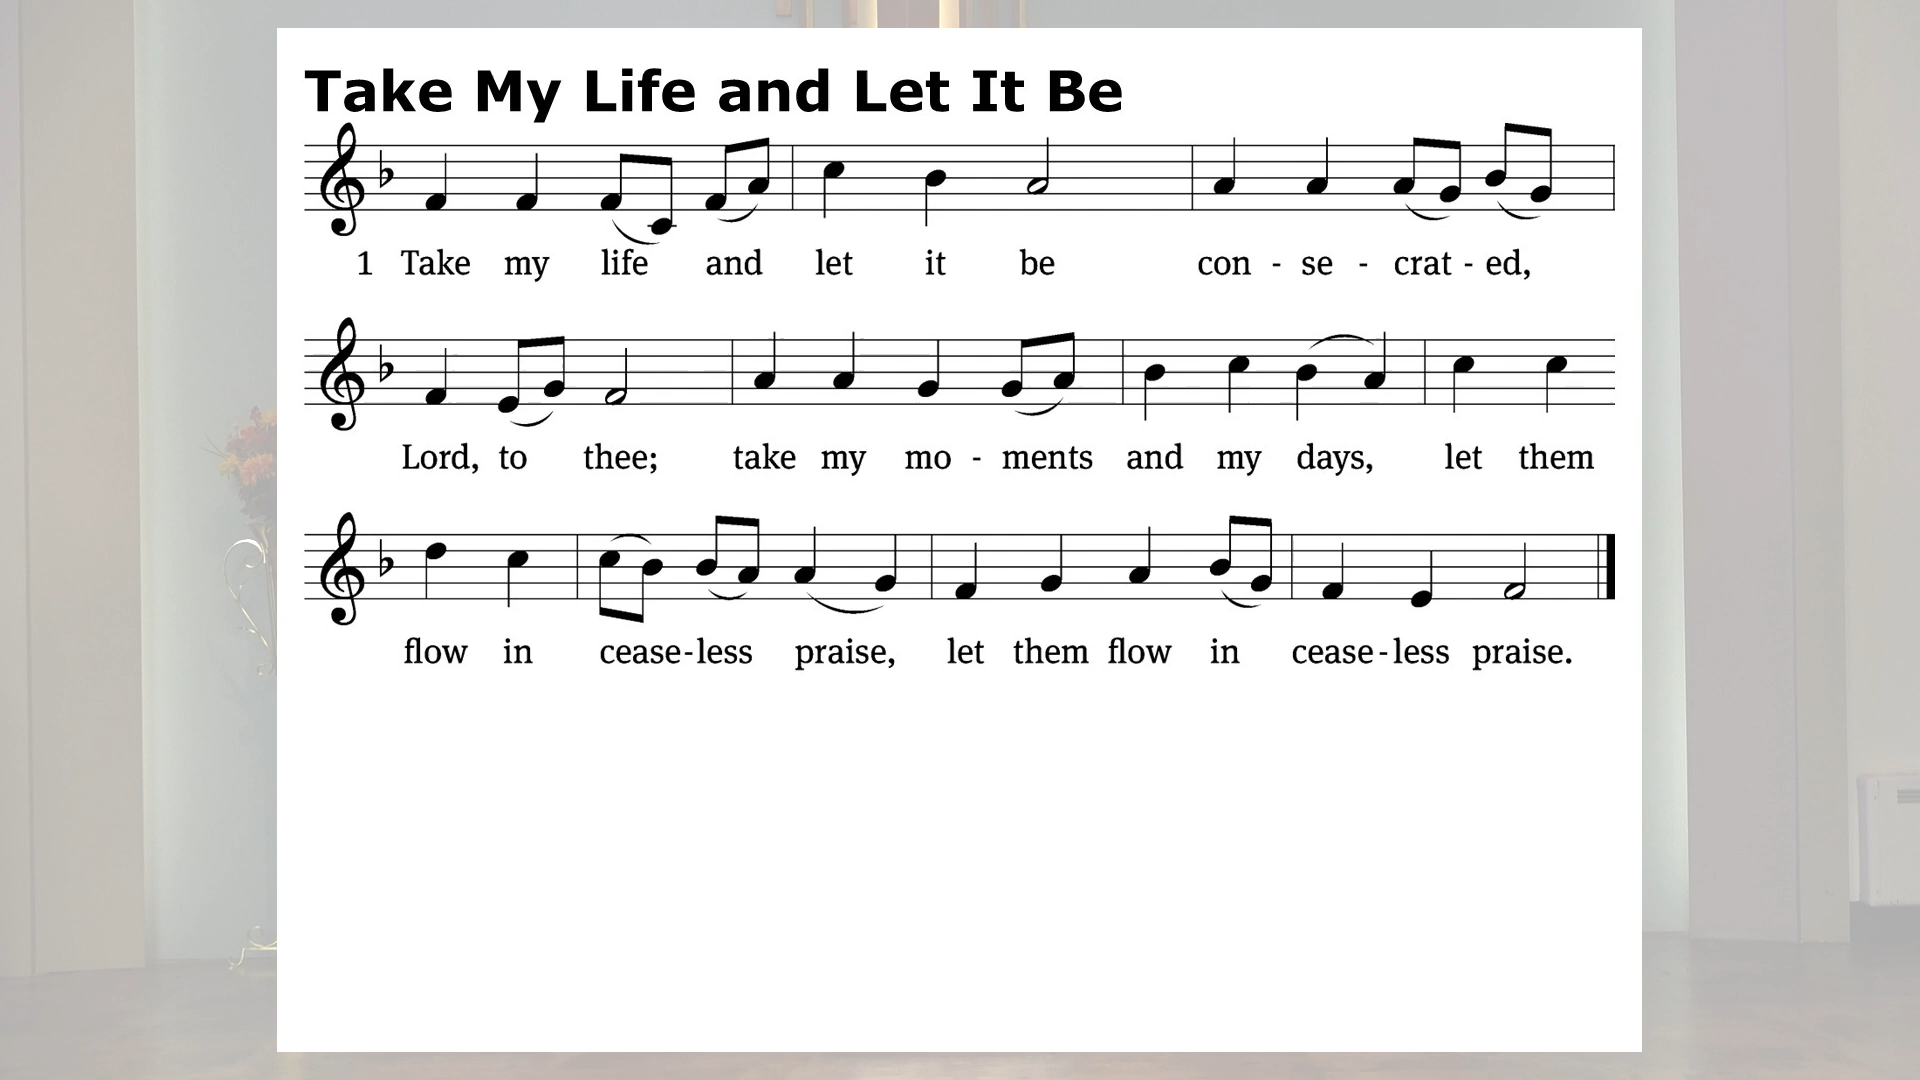 Take My Life and Let It Be
1 Take my life and let it be con - se - crat - ed,
Lord, to thee; take my mo - ments and my days, let them
flow in cease - less praise, let them flow in cease - less praise.